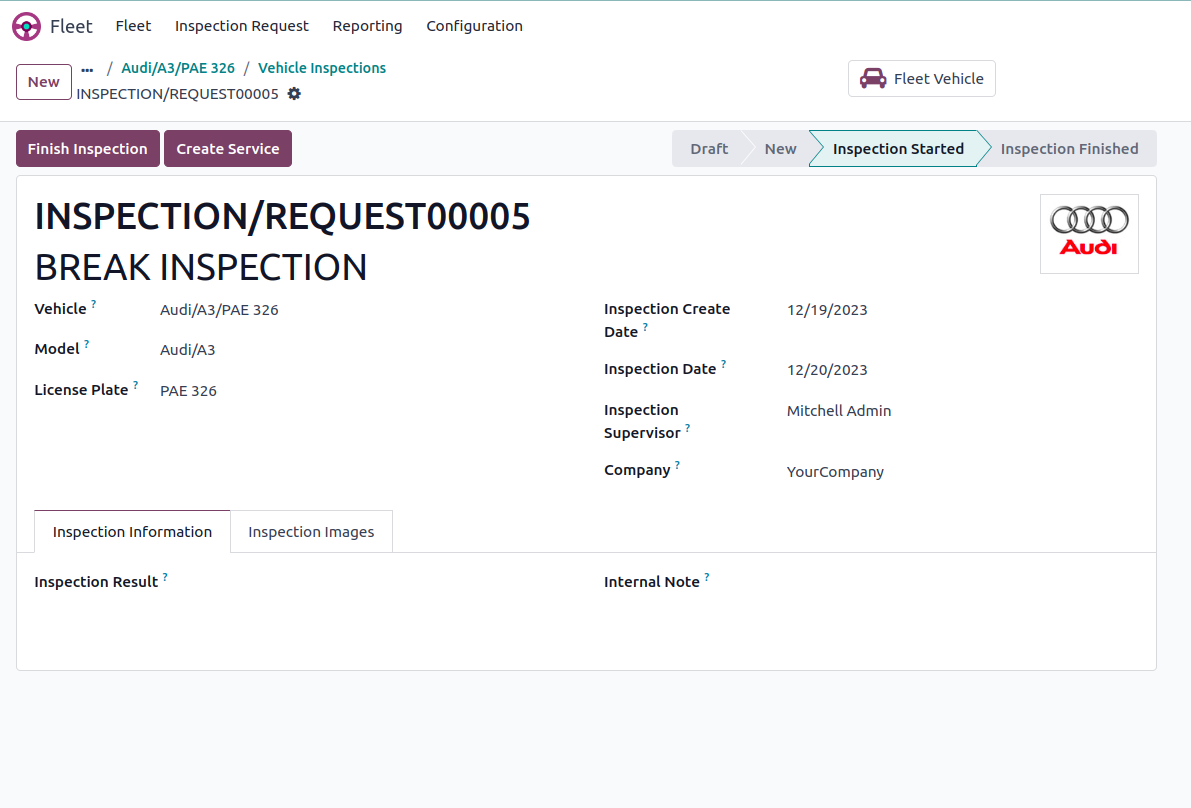 Fleet Fleet Inspection Request Reporting Configuration
New ... / Audi/A3/PAE 326 / Vehicle Inspections
INSPECTION/REQUEST00005
Fleet Vehicle
Finish Inspection Create Service
Draft New Inspection Started Inspection Finished
INSPECTION/REQUEST00005
Audi
BREAK INSPECTION
Vehicle ? Audi/A3/PAE 326
Model ? Audi/A3
License Plate ? PAE 326
Inspection Create
Date ? 12/19/2023
Inspection Date ? 12/20/2023
Inspection
Supervisor ? Mitchell Admin
Company ? YourCompany
Inspection Information Inspection Images
Inspection Result ? Internal Note ?